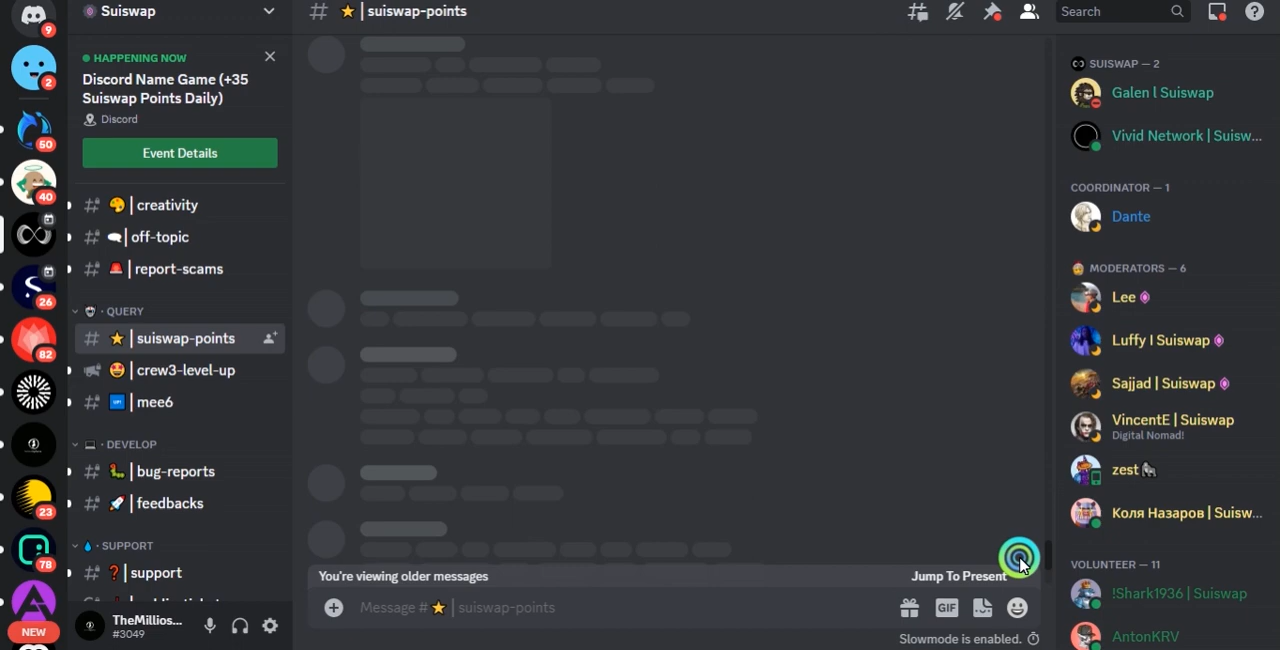 9
2
50
40
26
82
23
78
NEW
Suiswap
HAPPENING NOW
Discord Name Game (+35
Suiswap Points Daily)
Discord
Event Details
creativity
off-topic
report-scams
QUERY
suiswap-points
crew3-level-up
UP!
mee6
DEVELOP
bug-reports
feedbacks
SUPPORT
support
TheMillios...
#3049
# ⭐ | suiswap-points
You're viewing older messages
Jump To Present
Message # ⭐ | suiswap-points
GIF
Slowmode is enabled.
Search
SUISWAP — 2
Galen l Suiswap
Vivid Network | Suisw...
COORDINATOR — 1
Dante
MODERATORS — 6
Lee
Luffy l Suiswap
Sajjad | Suiswap
VincentE | Suiswap
Digital Nomad!
zest
Коля Назаров | Suisw...
VOLUNTEER — 11
!Shark1936 | Suiswap
AntonKRV